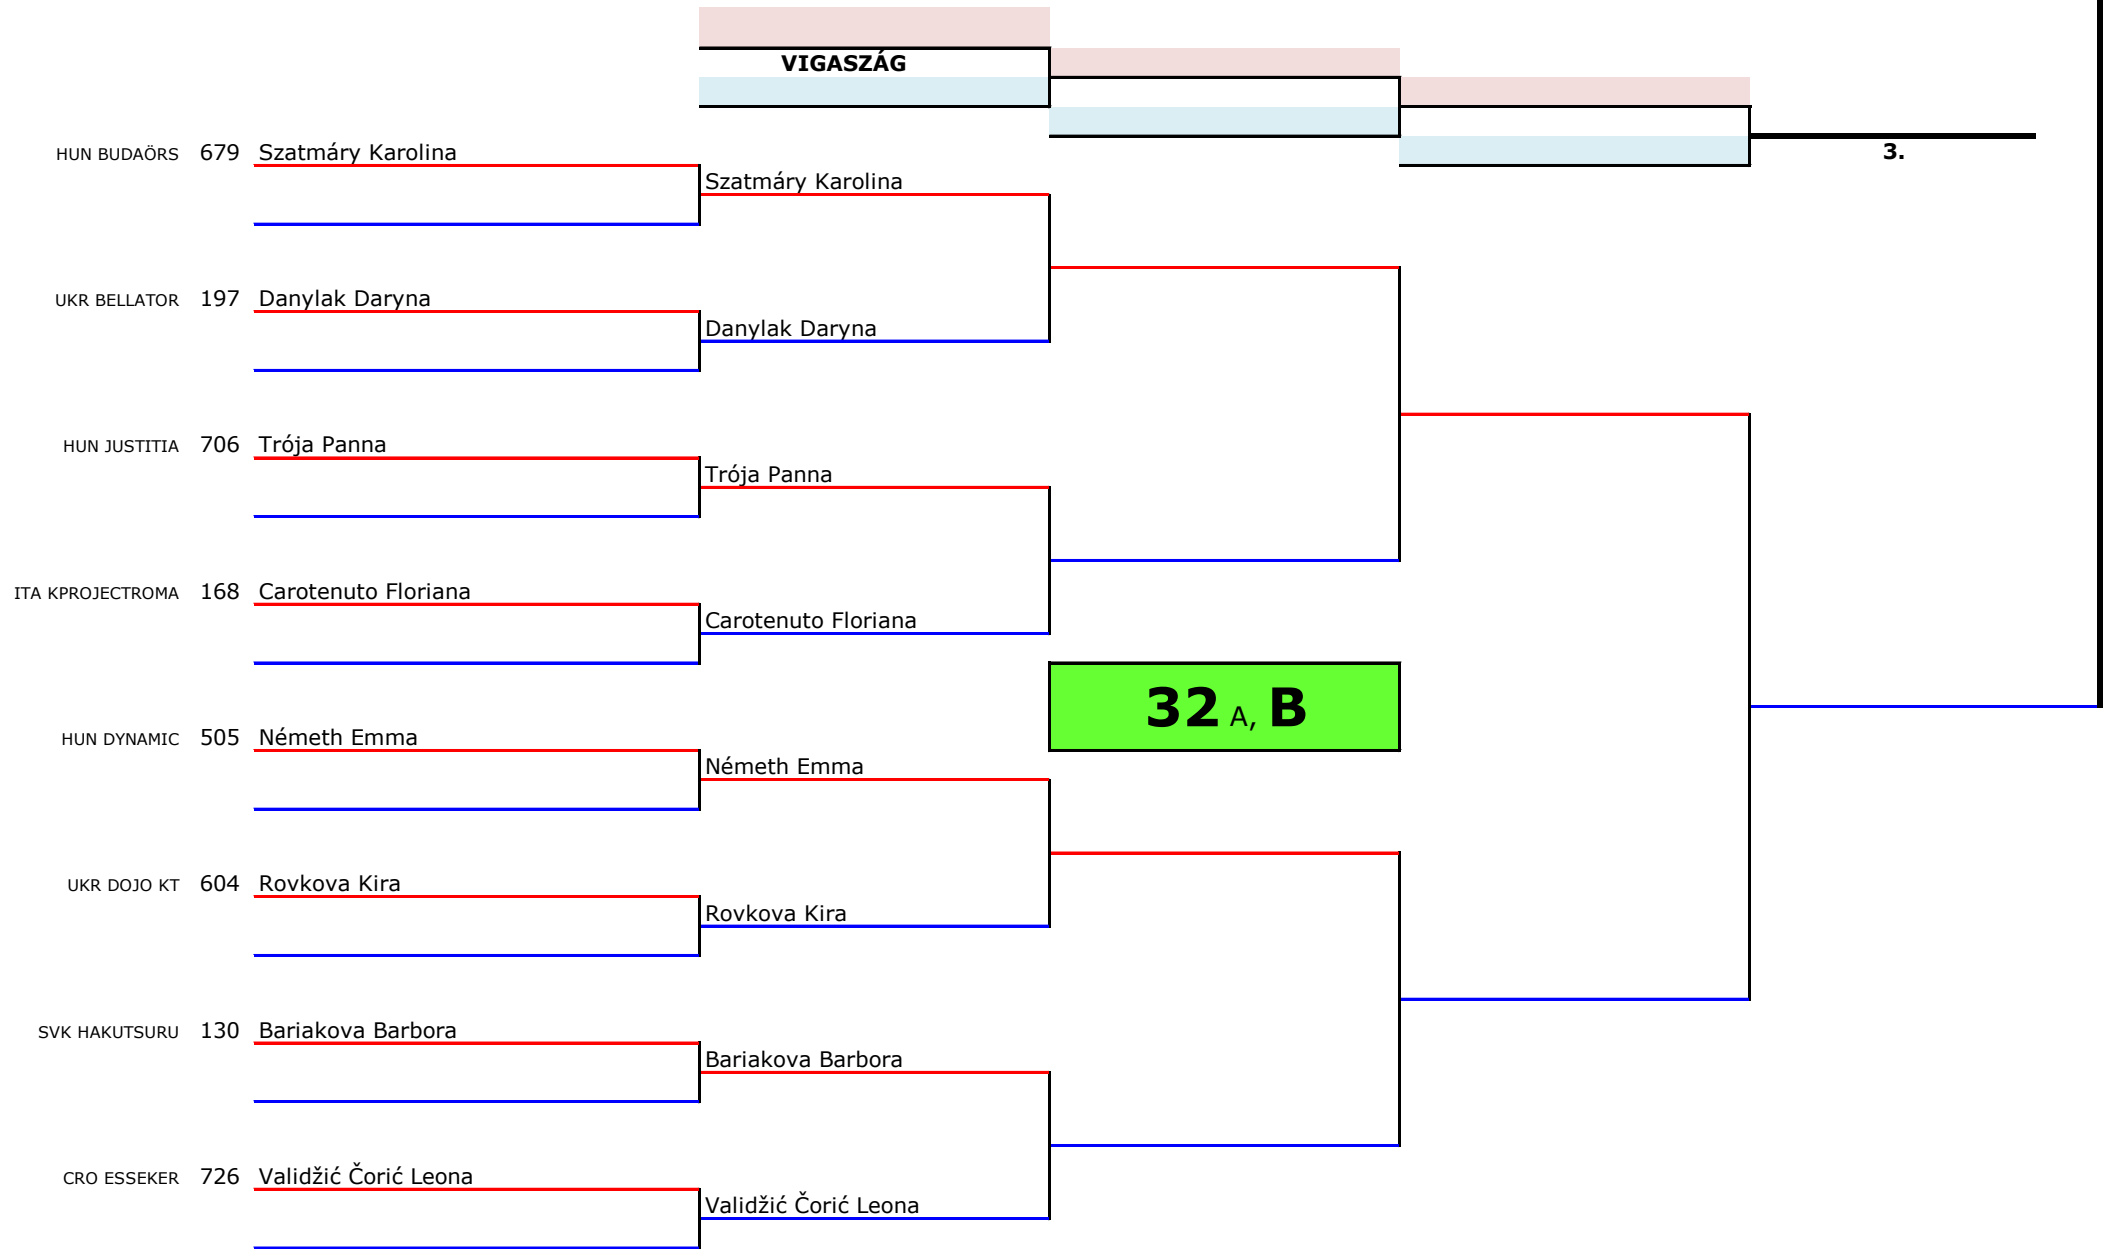 VIGASZÁG
3.
HUN BUDAÖRS 679 Szatmáry Karolina
Szatmáry Karolina
UKR BELLATOR 197 Danylak Daryna
Danylak Daryna
HUN JUSTITIA 706 Trója Panna
Trója Panna
ITA KPROJECTROMA 168 Carotenuto Floriana
Carotenuto Floriana
32 A, B
HUN DYNAMIC 505 Németh Emma
Németh Emma
UKR DOJO KT 604 Rovkova Kira
Rovkova Kira
SVK HAKUTSURU 130 Bariakova Barbora
Bariakova Barbora
CRO ESSEKER 726 Validžić Čorić Leona
Validžić Čorić Leona